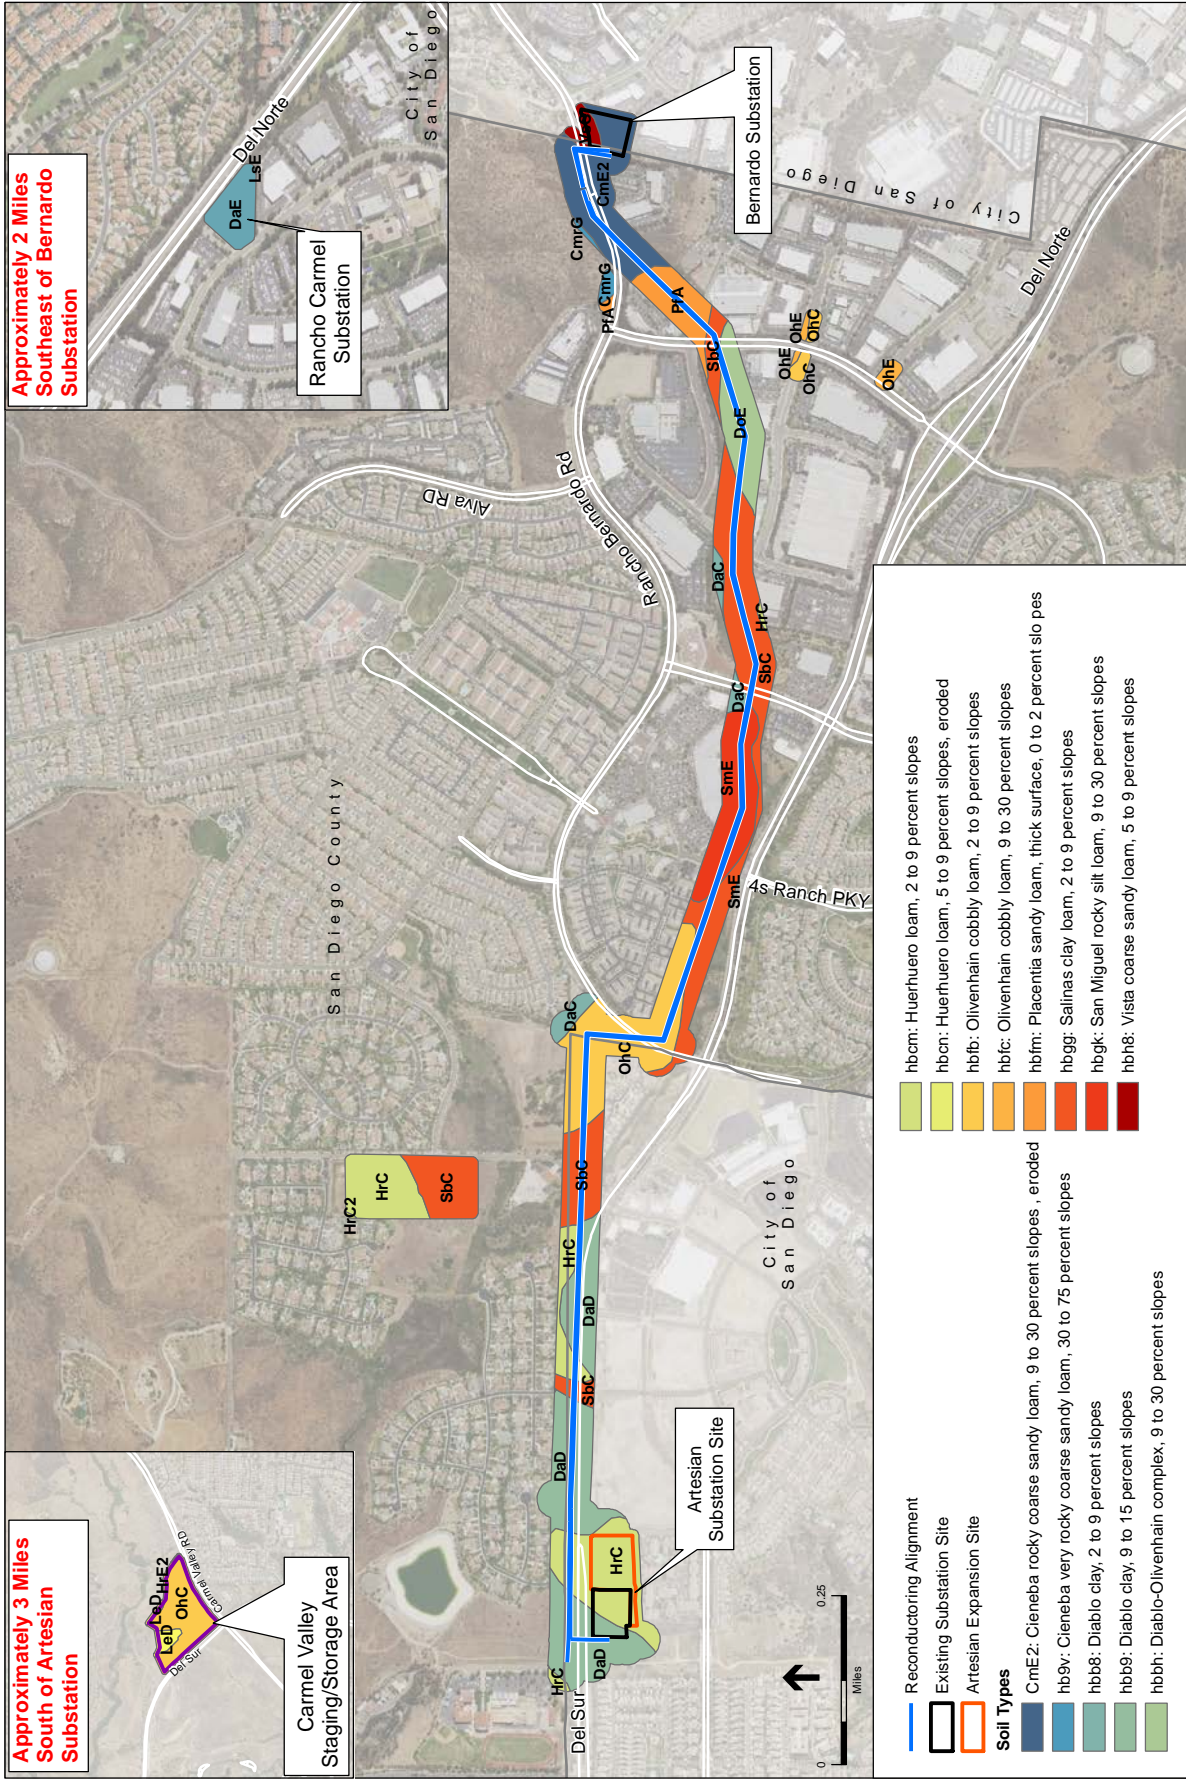 Approximately 3 Miles
South of Artesian
Substation
LeD
LeD
HrE2
OhC
Del Sur
Carmel Valley RD
Carmel Valley
Staging/Storage Area
Approximately 2 Miles
Southeast of Bernardo
Substation
DaE
LsE
Del Norte
City of
San Diego
Rancho Carmel
Substation
San Diego County
Alva RD
Rancho Bernardo Rd
HrC2
HrC
SbC
HrC
DaD
Del Sur
DaD
HrC
Artesian
Substation Site
SbC
DaD
HrC
SbC
DaC
OhC
City of
San Diego
SmE
4s Ranch PKY
SmE
DaC
SbC
HrC
DaC
DoE
SbC
PfA
PfA
CmrG
CmrG
CmE2
VsC
Bernardo Substation
OhE
OhC
OhE
OhC
OhE
City of San Diego
Del Norte
0
0.25
Miles
Reconductoring Alignment
Existing Substation Site
Artesian Expansion Site
Soil Types
CmE2: Cieneba rocky coarse sandy loam, 9 to 30 percent slopes , eroded
hb9v: Cieneba very rocky coarse sandy loam, 30 to 75 percent slopes
hbb8: Diablo clay, 2 to 9 percent slopes
hbb9: Diablo clay, 9 to 15 percent slopes
hbbh: Diablo-Olivenhain complex, 9 to 30 percent slopes
hbcm: Huerhuero loam, 2 to 9 percent slopes
hbcn: Huerhuero loam, 5 to 9 percent slopes, eroded
hbfb: Olivenhain cobbly loam, 2 to 9 percent slopes
hbfc: Olivenhain cobbly loam, 9 to 30 percent slopes
hbfm: Placentia sandy loam, thick surface, 0 to 2 percent slo pes
hbgg: Salinas clay loam, 2 to 9 percent slopes
hbgk: San Miguel rocky silt loam, 9 to 30 percent slopes
hbh8: Vista coarse sandy loam, 5 to 9 percent slopes